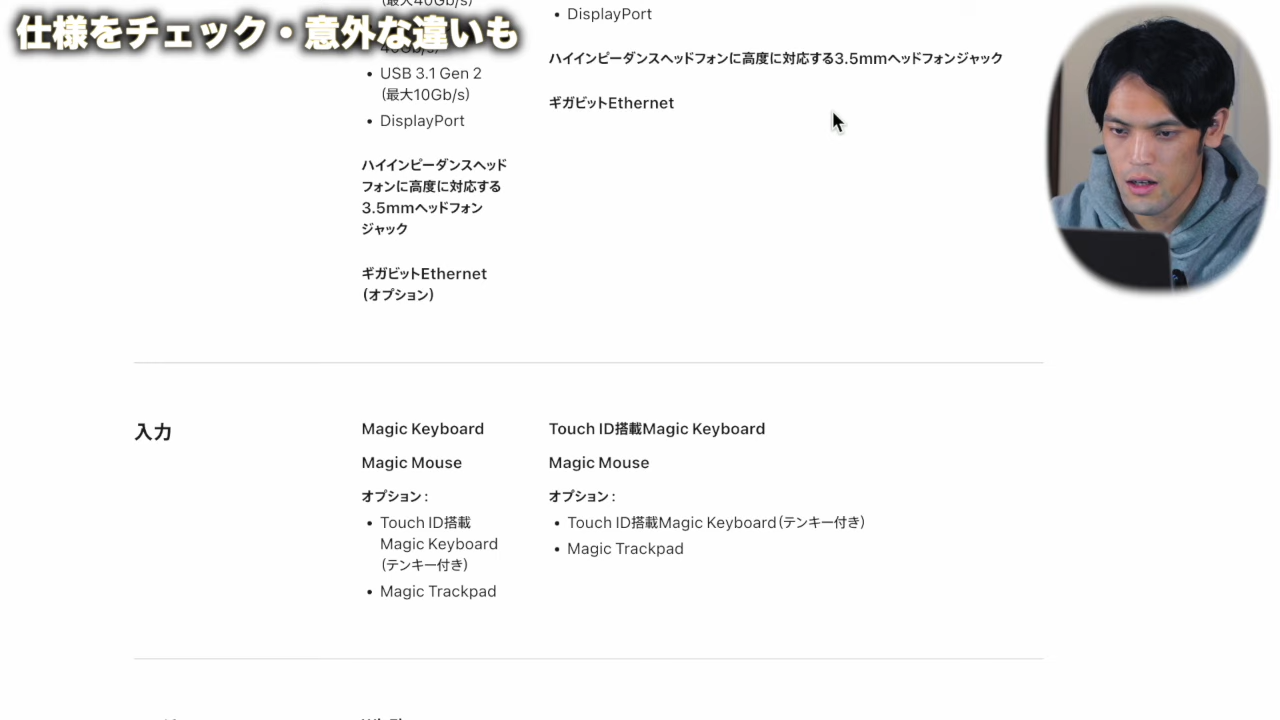 仕様をチェック・意外な違いも
(最大40Gb/s)
40Gb/s)
• USB 3.1 Gen 2
(最大10Gb/s)
• DisplayPort
ハイインピーダンスヘッド
フォンに高度に対応する
3.5mmヘッドフォン
ジャック
ギガビットEthernet
(オプション)
• DisplayPort
ハイインピーダンスヘッドフォンに高度に対応する3.5mmヘッドフォンジャック
ギガビットEthernet
入力
Magic Keyboard
Magic Mouse
オプション:
• Touch ID搭載
Magic Keyboard
(テンキー付き)
• Magic Trackpad
Touch ID搭載Magic Keyboard
Magic Mouse
オプション:
• Touch ID搭載Magic Keyboard(テンキー付き)
• Magic Trackpad